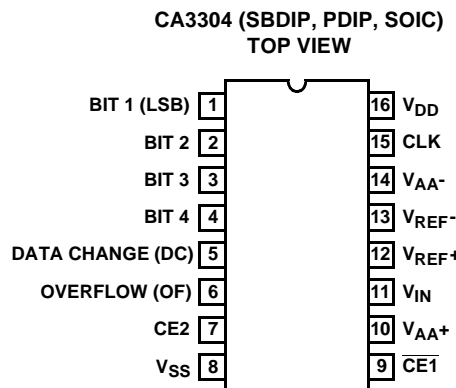 CA3304 (SBDIP, PDIP, SOIC)
TOP VIEW
BIT 1 (LSB) 1
BIT 2 2
BIT 3 3
BIT 4 4
DATA CHANGE (DC) 5
OVERFLOW (OF) 6
CE2 7
VSS 8
16 VDD
15 CLK
14 VAA-
13 VREF-
12 VREF+
11 VIN
10 VAA+
9 C̅E̅1̅